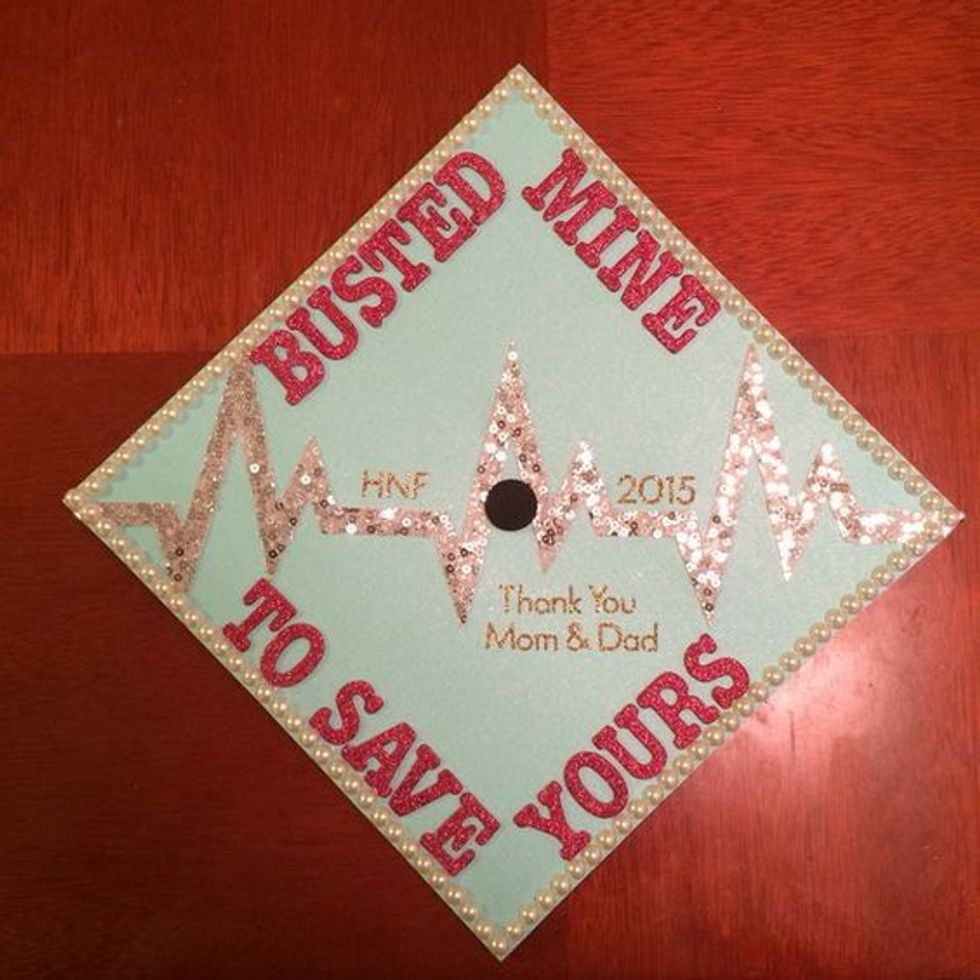 BUSTED
MINE
HNF
2015
Thank You
Mom & Dad
TO SAVE
YOURS